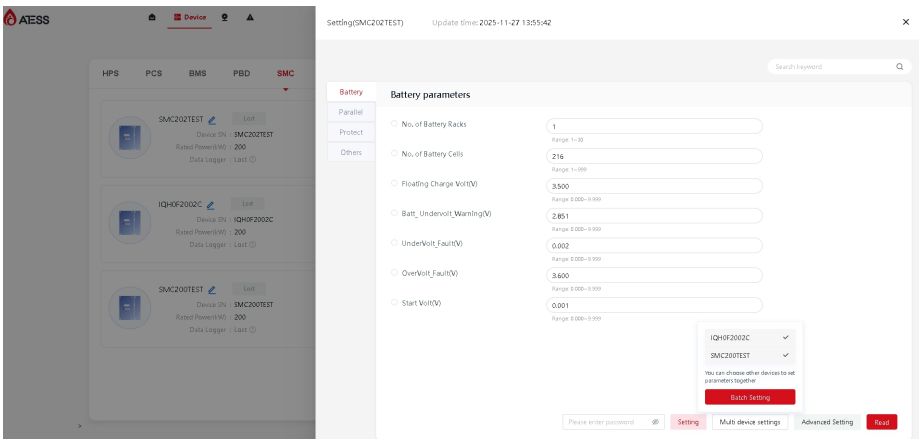 ATESS
Device
HPS PCS BMS PBD SMC
SMC202TEST Lost
Device SN : SMC202TEST
Rated Power(kW) : 200
Data Logger : Lost
IQH0F2002C Lost
Device SN : IQH0F2002C
Rated Power(kW) : 200
Data Logger : Lost
SMC200TEST Lost
Device SN : SMC200TEST
Rated Power(kW) : 200
Data Logger : Lost
>
Setting(SMC202TEST) Update time: 2025-11-27 13:55:42
Search keyword
Battery
Parallel
Protect
Others
Battery parameters
No. of Battery Racks 1
Range: 1~30
No. of Battery Cells 216
Range: 1~999
Floating Charge Volt(V) 3.500
Range: 0.000~9.999
Batt_ Undervolt_Warning(V) 2.851
Range: 0.000~9.999
UnderVolt_Fault(V) 0.002
Range: 0.000~9.999
OverVolt_Fault(V) 3.600
Range: 0.000~9.999
Start Volt(V) 0.001
Range: 0.000~9.999
IQH0F2002C
SMC200TEST
You can choose other devices to set
parameters together
Batch Setting
Please enter password Setting Multi device settings Advanced Setting Read